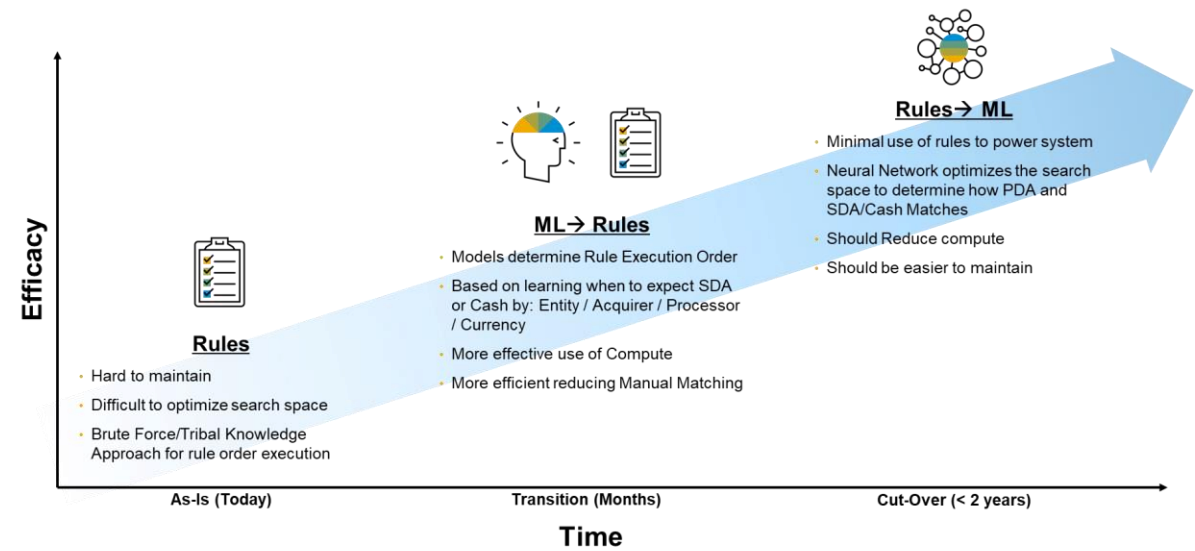 Efficacy
Rules
Hard to maintain
Difficult to optimize search space
Brute Force/Tribal Knowledge
Approach for rule order execution
ML→ Rules
Models determine Rule Execution Order
Based on learning when to expect SDA
or Cash by: Entity / Acquirer / Processor
/ Currency
More effective use of Compute
More efficient reducing Manual Matching
Rules→ ML
Minimal use of rules to power system
Neural Network optimizes the search
space to determine how PDA and
SDA/Cash Matches
Should Reduce compute
Should be easier to maintain
As-Is (Today)
Transition (Months)
Cut-Over (< 2 years)
Time